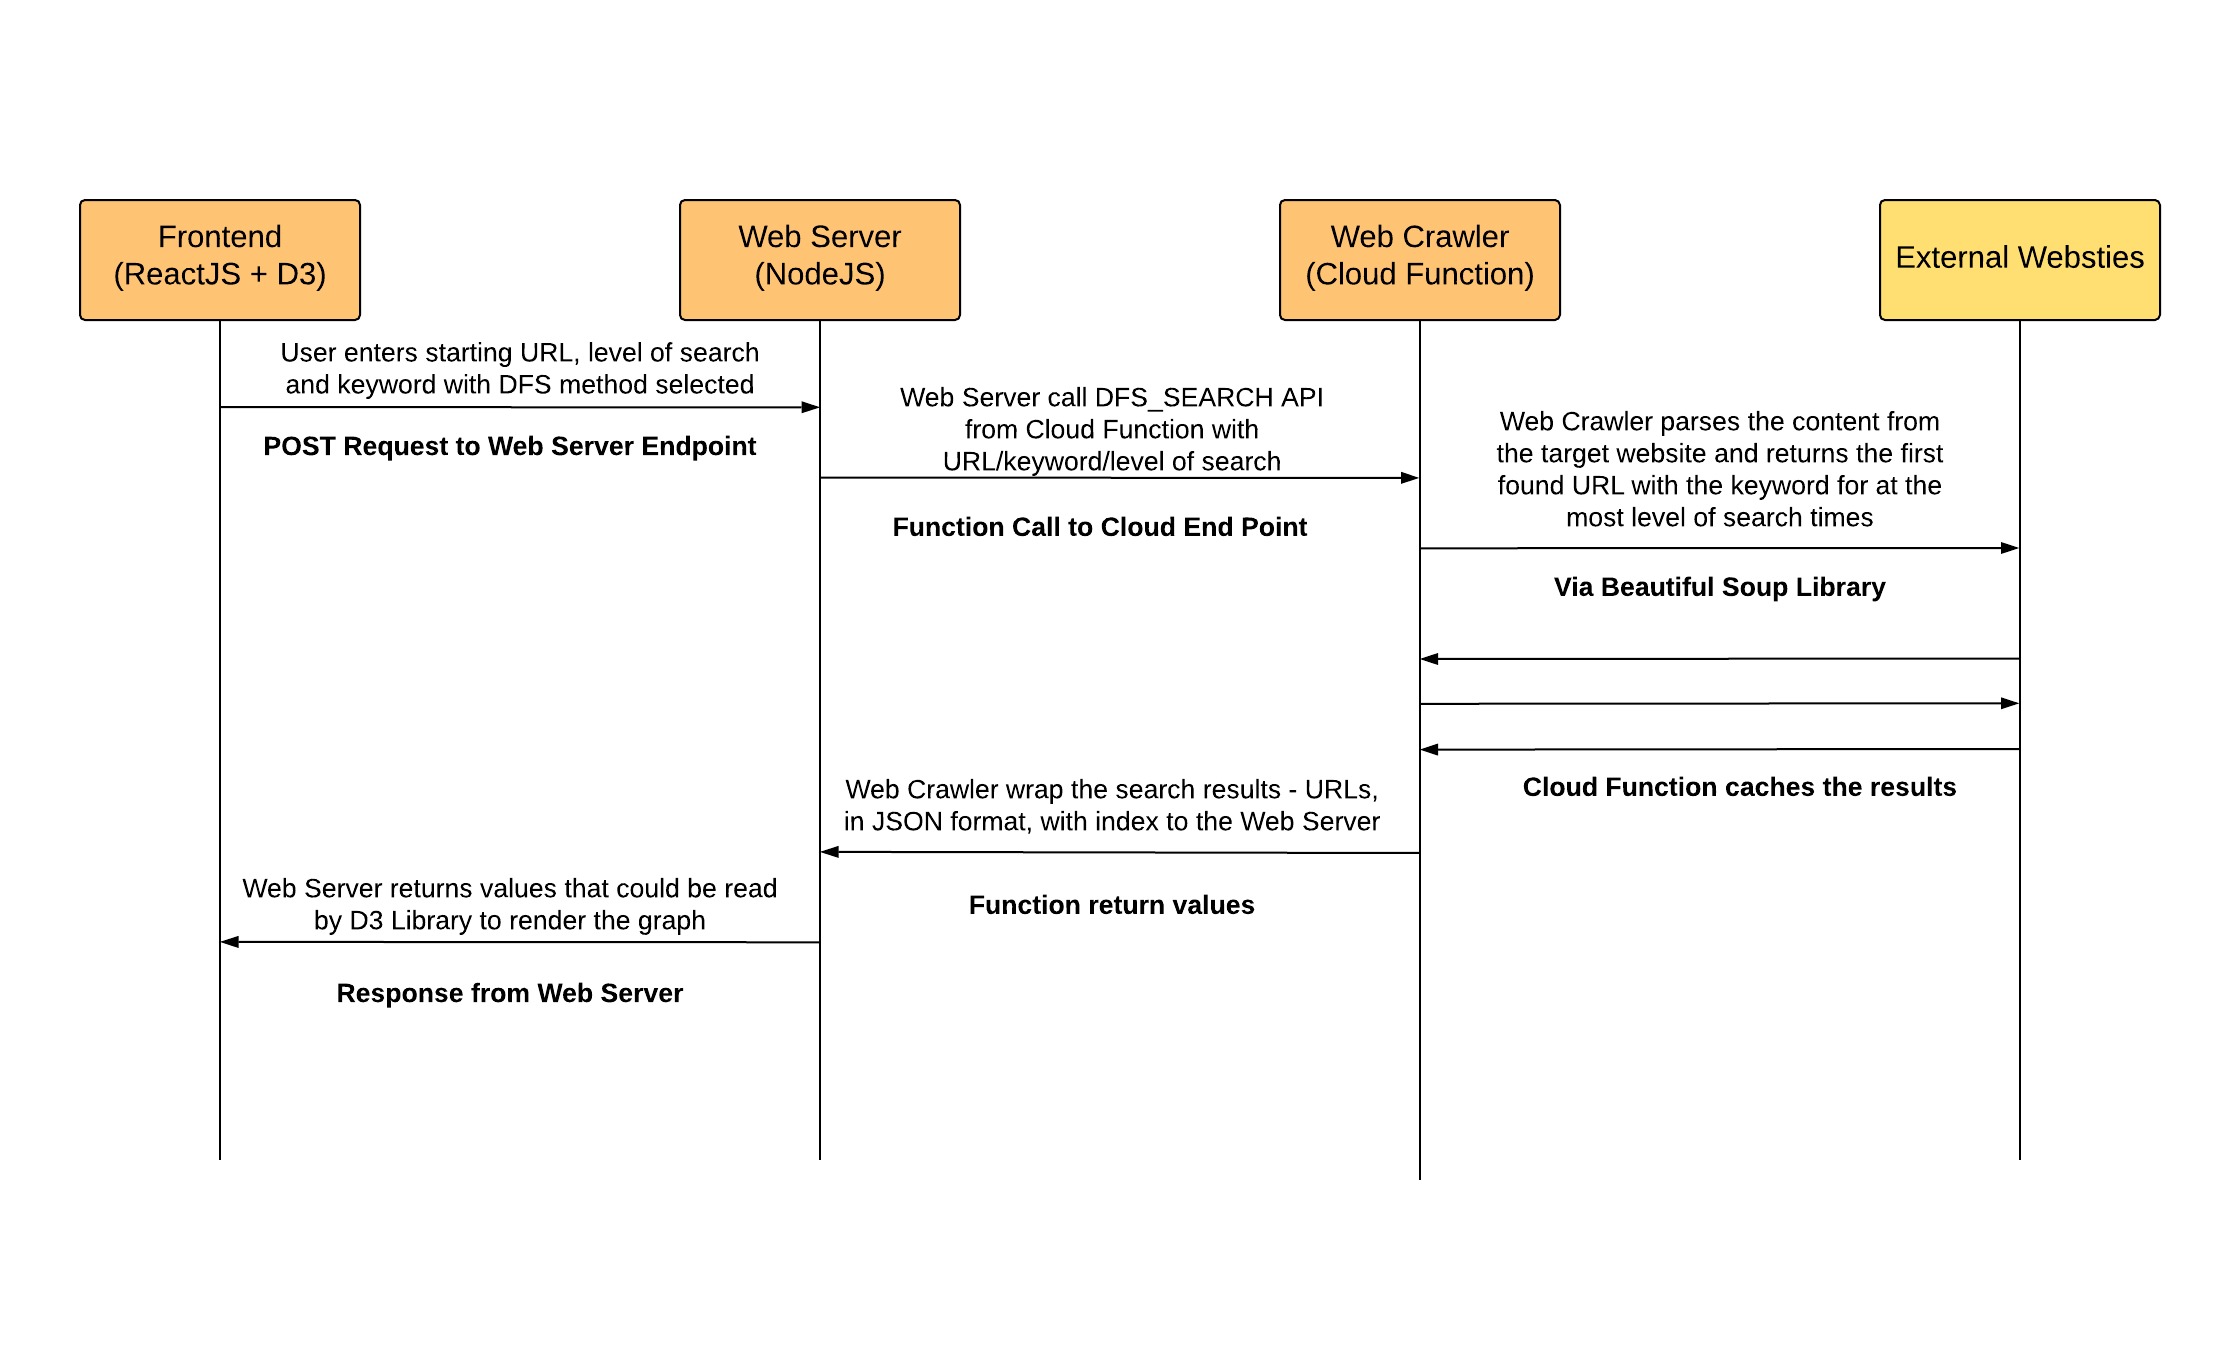 Frontend
(ReactJS + D3)
Web Server
(NodeJS)
Web Crawler
(Cloud Function)
External Websties
User enters starting URL, level of search
and keyword with DFS method selected
POST Request to Web Server Endpoint
Web Server call DFS_SEARCH API
from Cloud Function with
URL/keyword/level of search
Function Call to Cloud End Point
Web Crawler parses the content from
the target website and returns the first
found URL with the keyword for at the
most level of search times
Via Beautiful Soup Library
Cloud Function caches the results
Web Crawler wrap the search results - URLs,
in JSON format, with index to the Web Server
Function return values
Web Server returns values that could be read
by D3 Library to render the graph
Response from Web Server